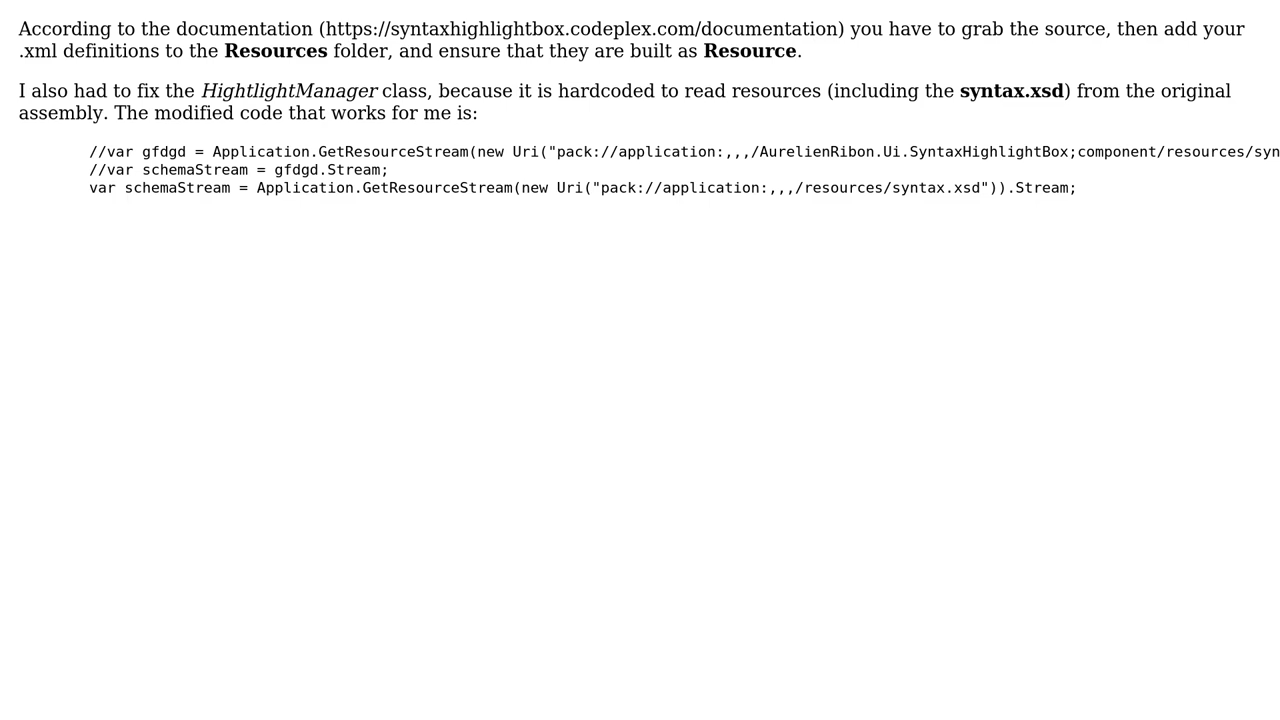 According to the documentation (https://syntaxhighlightbox.codeplex.com/documentation) you have to grab the source, then add your
.xml definitions to the Resources folder, and ensure that they are built as Resource.
I also had to fix the HightlightManager class, because it is hardcoded to read resources (including the syntax.xsd) from the original
assembly. The modified code that works for me is:
//var gfdgd = Application.GetResourceStream(new Uri("pack://application:,,,/AurelienRibon.Ui.SyntaxHighlightBox;component/resources/syn
//var schemaStream = gfdgd.Stream;
var schemaStream = Application.GetResourceStream(new Uri("pack://application:,,,/resources/syntax.xsd")).Stream;